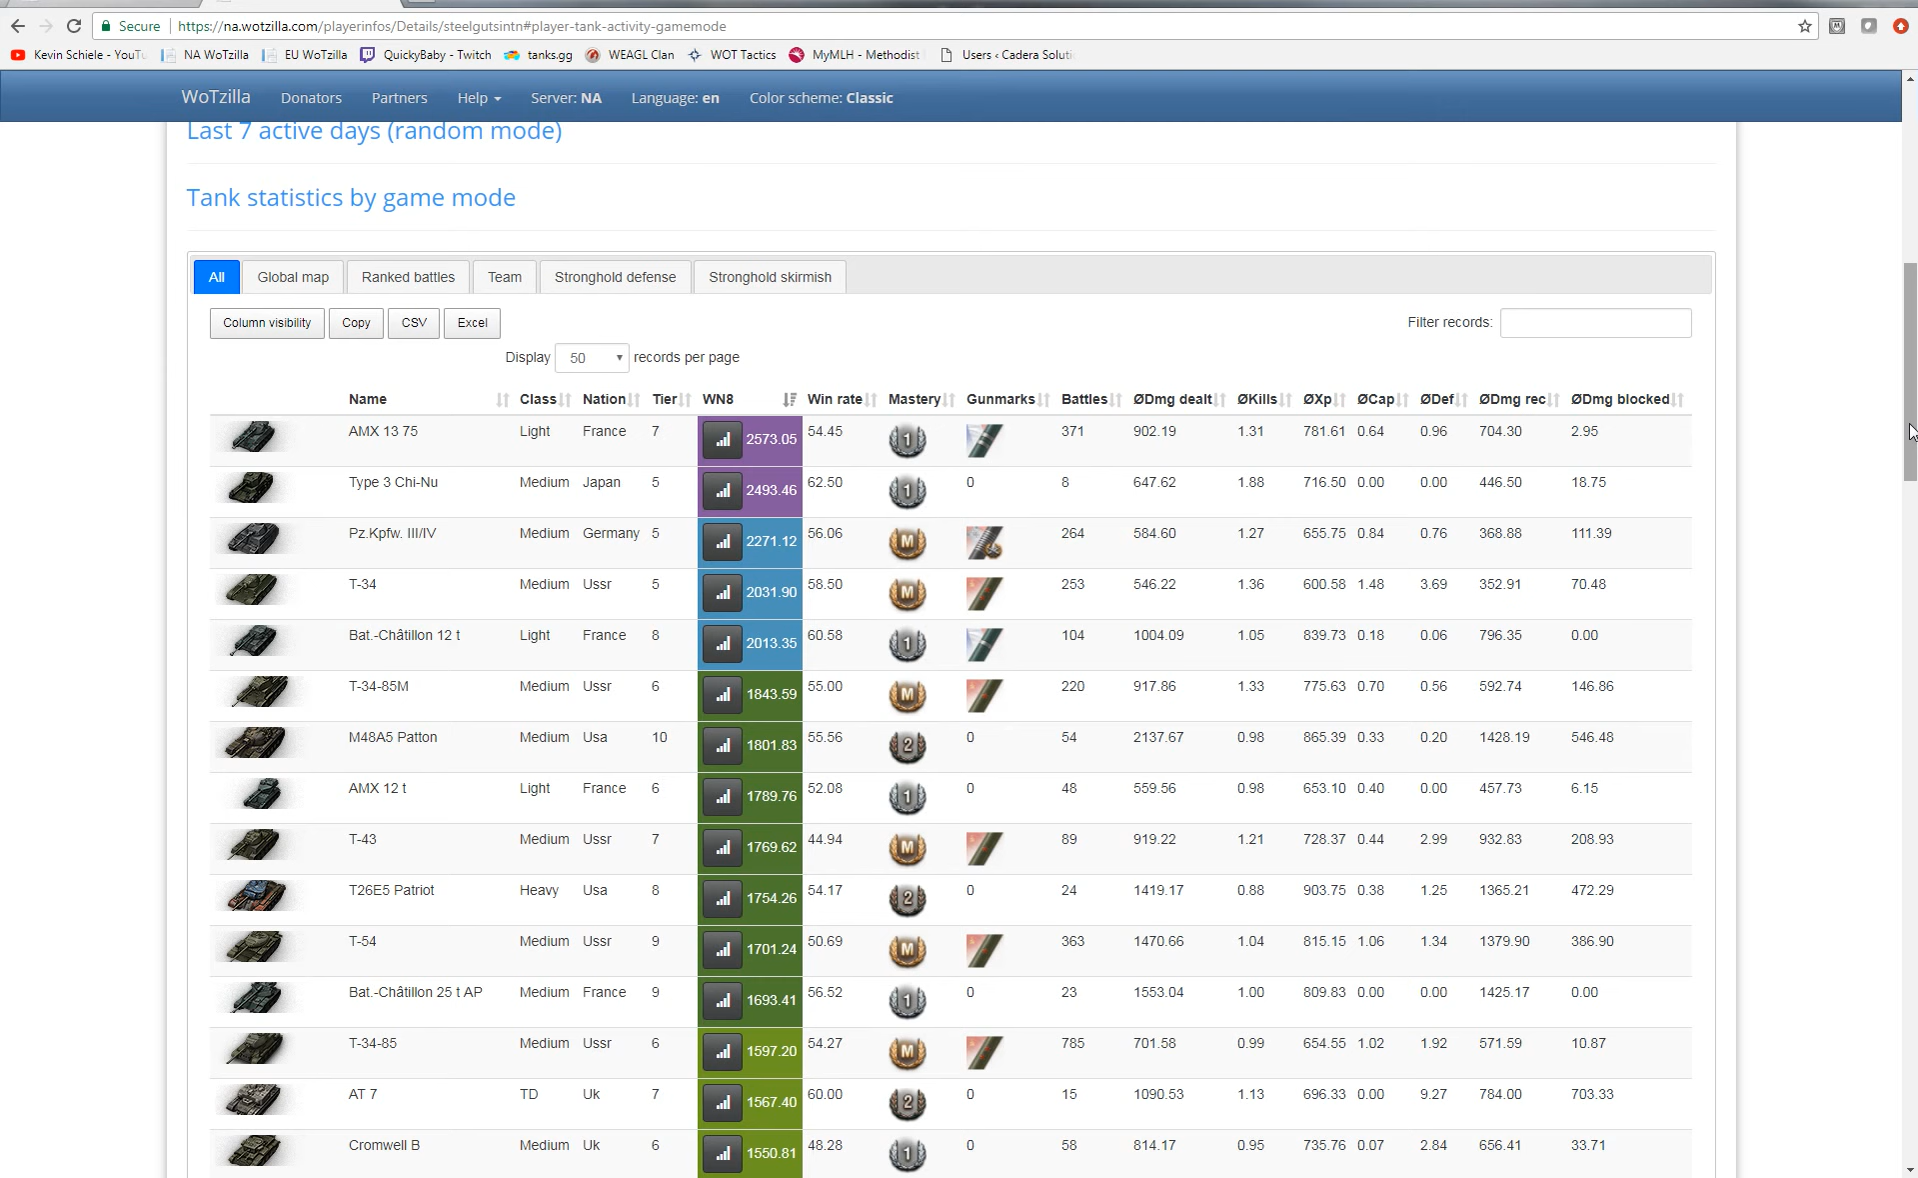 Secure https://na.wotzilla.com/playerinfos/Details/steelgutsintn#player-tank-activity-gamemode
Kevin Schiele - YouTu NA WoTzilla EU WoTzilla QuickyBaby - Twitch tanks.gg WEAGL Clan WOT Tactics MyMLH - Methodist Users ‹ Cadera Soluti
WoTzilla Donators Partners Help Server: NA Language: en Color scheme: Classic
Last 7 active days (random mode)
Tank statistics by game mode
All Global map Ranked battles Team Stronghold defense Stronghold skirmish
Column visibility Copy CSV Excel Filter records:
Display 50 records per page
Name Class Nation Tier WN8 Win rate Mastery Gunmarks Battles ØDmg dealt ØKills ØXp ØCap ØDef ØDmg rec ØDmg blocked
AMX 13 75 Light France 7 2573.05 54.45 1 371 902.19 1.31 781.61 0.64 0.96 704.30 2.95
Type 3 Chi-Nu Medium Japan 5 2493.46 62.50 1 0 8 647.62 1.88 716.50 0.00 0.00 446.50 18.75
Pz.Kpfw. III/IV Medium Germany 5 2271.12 56.06 M 264 584.60 1.27 655.75 0.84 0.76 368.88 111.39
T-34 Medium Ussr 5 2031.90 58.50 M 253 546.22 1.36 600.58 1.48 3.69 352.91 70.48
Bat.-Châtillon 12 t Light France 8 2013.35 60.58 1 104 1004.09 1.05 839.73 0.18 0.06 796.35 0.00
T-34-85M Medium Ussr 6 1843.59 55.00 M 220 917.86 1.33 775.63 0.70 0.56 592.74 146.86
M48A5 Patton Medium Usa 10 1801.83 55.56 2 0 54 2137.67 0.98 865.39 0.33 0.20 1428.19 546.48
AMX 12 t Light France 6 1789.76 52.08 1 0 48 559.56 0.98 653.10 0.40 0.00 457.73 6.15
T-43 Medium Ussr 7 1769.62 44.94 M 89 919.22 1.21 728.37 0.44 2.99 932.83 208.93
T26E5 Patriot Heavy Usa 8 1754.26 54.17 2 0 24 1419.17 0.88 903.75 0.38 1.25 1365.21 472.29
T-54 Medium Ussr 9 1701.24 50.69 M 363 1470.66 1.04 815.15 1.06 1.34 1379.90 386.90
Bat.-Châtillon 25 t AP Medium France 9 1693.41 56.52 1 0 23 1553.04 1.00 809.83 0.00 0.00 1425.17 0.00
T-34-85 Medium Ussr 6 1597.20 54.27 M 785 701.58 0.99 654.55 1.02 1.92 571.59 10.87
AT 7 TD Uk 7 1567.40 60.00 2 0 15 1090.53 1.13 696.33 0.00 9.27 784.00 703.33
Cromwell B Medium Uk 6 1550.81 48.28 1 0 58 814.17 0.95 735.76 0.07 2.84 656.41 33.71